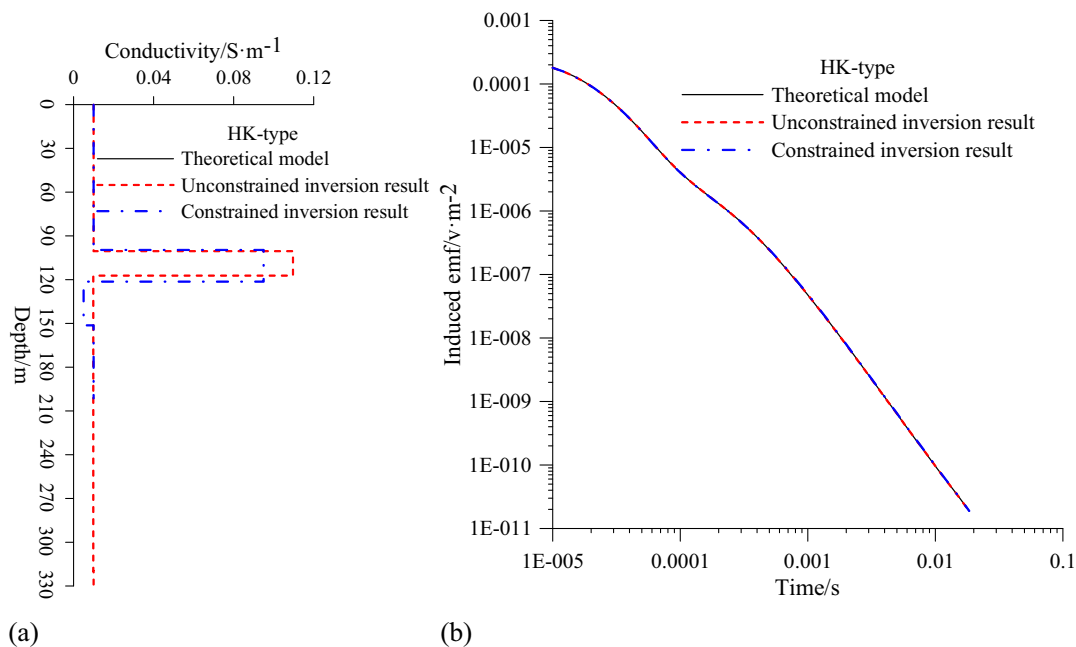 Conductivity/S·m-1
0 0.04 0.08 0.12
0
30
60
90
120
150
180
210
240
270
300
330
Depth/m
HK-type
Theoretical model
Unconstrained inversion result
Constrained inversion result
(a)
0.001
0.0001
1E-005
1E-006
1E-007
1E-008
1E-009
1E-010
1E-011
Induced emf/v·m-2
HK-type
Theoretical model
Unconstrained inversion result
Constrained inversion result
1E-005 0.0001 0.001 0.01 0.1
Time/s
(b)